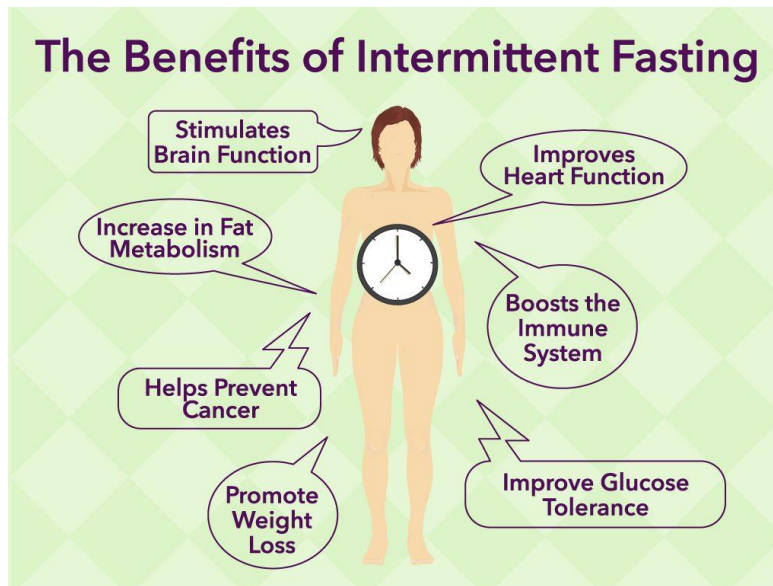 The Benefits of Intermittent Fasting
Stimulates
Brain Function
Improves
Heart Function
Increase in Fat
Metabolism
Boosts the
Immune
System
Helps Prevent
Cancer
Improve Glucose
Tolerance
Promote
Weight
Loss